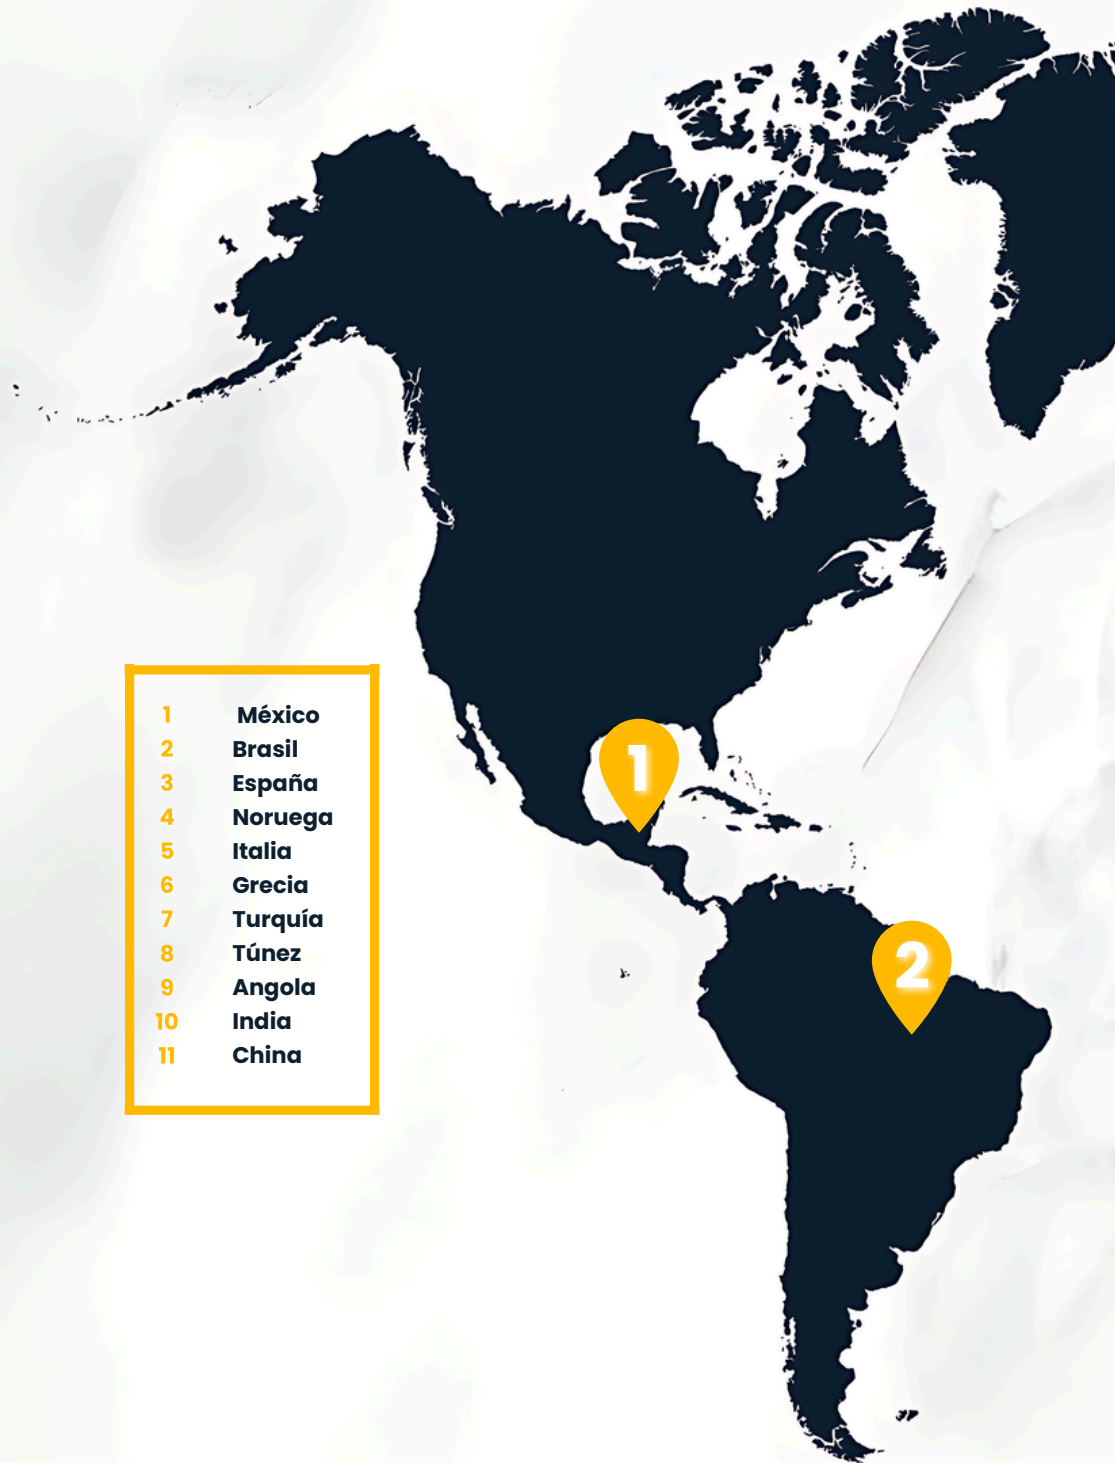 1 México
2 Brasil
3 España
4 Noruega
5 Italia
6 Grecia
7 Turquía
8 Túnez
9 Angola
10 India
11 China
1
2